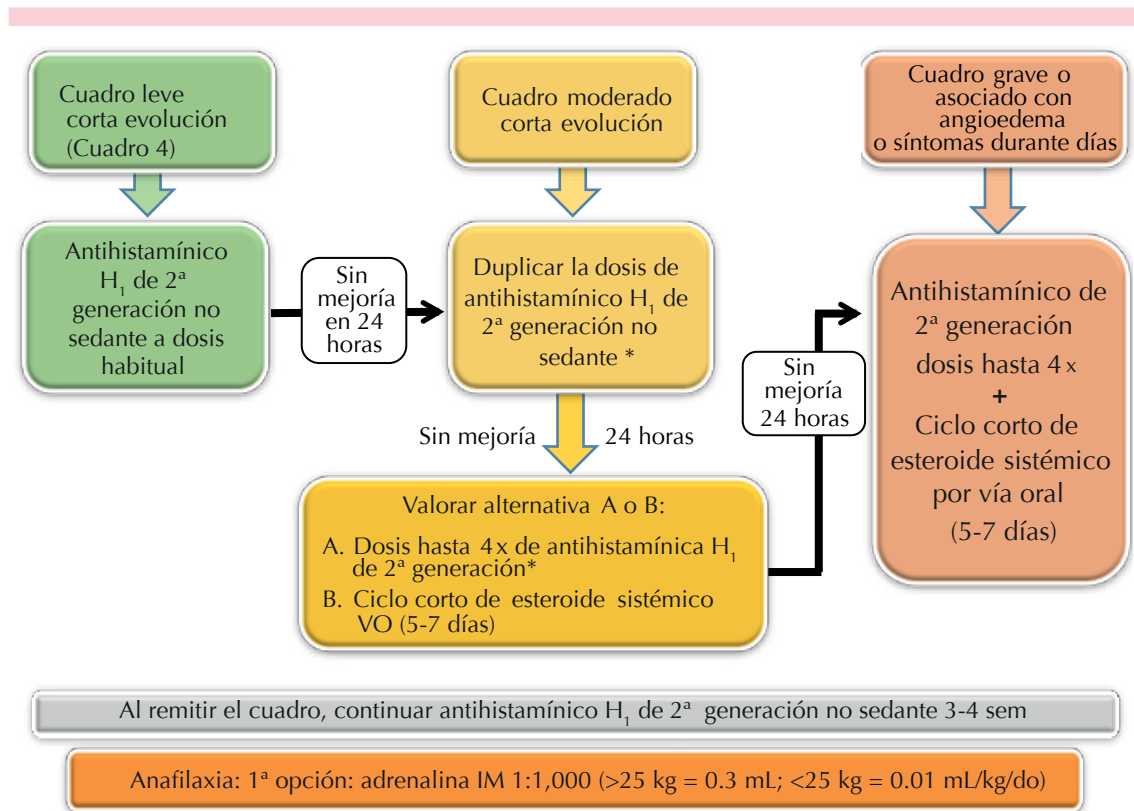 Cuadro leve
corta evolución
(Cuadro 4)
Cuadro moderado
corta evolución
Cuadro grave o
asociado con
angioedema
o síntomas durante días
Antihistamínico
H₁ de 2ª
generación no
sedante a dosis
habitual
Sin
mejoría
en 24
horas
Duplicar la dosis de
antihistamínico H₁ de
2ª generación no
sedante *
Sin mejoría 24 horas
Valorar alternativa A o B:
A. Dosis hasta 4x de antihistamínica H₁
de 2ª generación*
B. Ciclo corto de esteroide sistémico
VO (5-7 días)
Sin
mejoría
24 horas
Antihistamínico de
2ª generación
dosis hasta 4x
+
Ciclo corto de
esteroide sistémico
por vía oral
(5-7 días)
Al remitir el cuadro, continuar antihistamínico H₁ de 2ª generación no sedante 3-4 sem
Anafilaxia: 1ª opción: adrenalina IM 1:1,000 (>25 kg = 0.3 mL; <25 kg = 0.01 mL/kg/do)